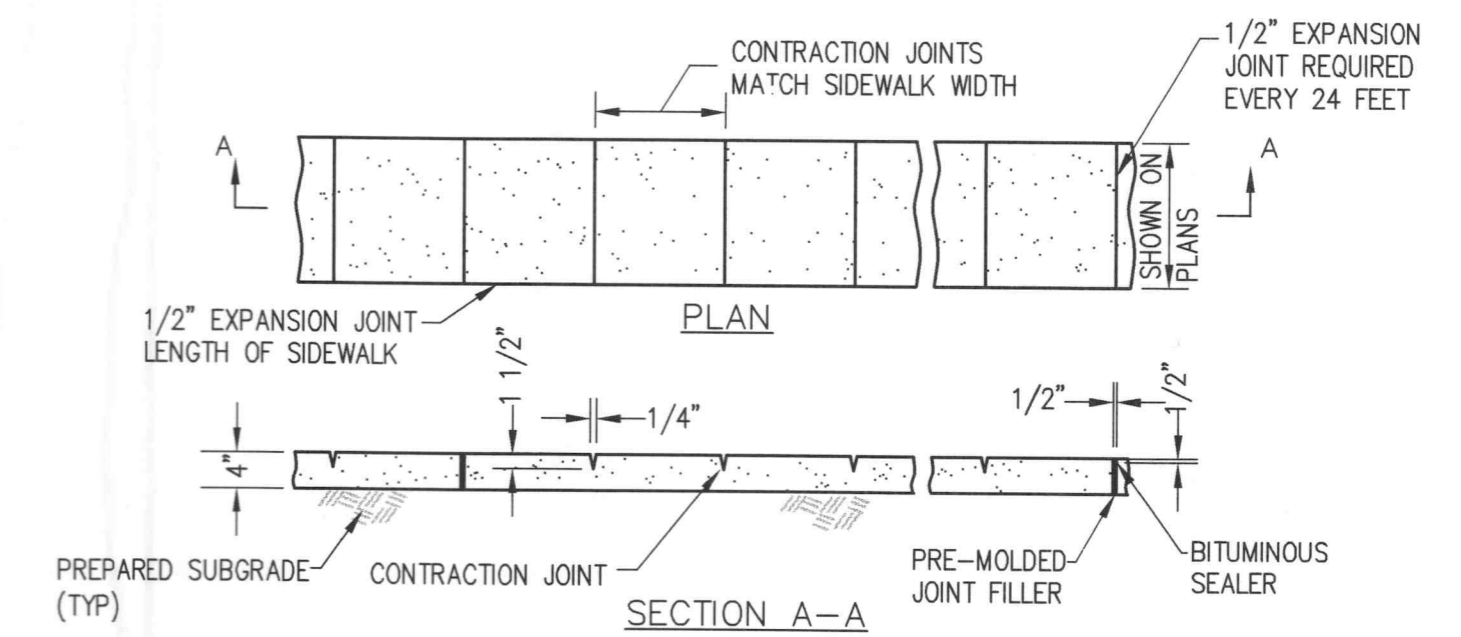 CONTRACTION JOINTS
MATCH SIDEWALK WIDTH
1/2" EXPANSION
JOINT REQUIRED
EVERY 24 FEET
A
A
SHOWN ON
PLANS
1/2" EXPANSION JOINT
LENGTH OF SIDEWALK
PLAN
1 1/2"
1/4"
1/2"
1/2"
4"
PREPARED SUBGRADE
(TYP)
CONTRACTION JOINT
PRE-MOLDED
JOINT FILLER
BITUMINOUS
SEALER
SECTION A-A